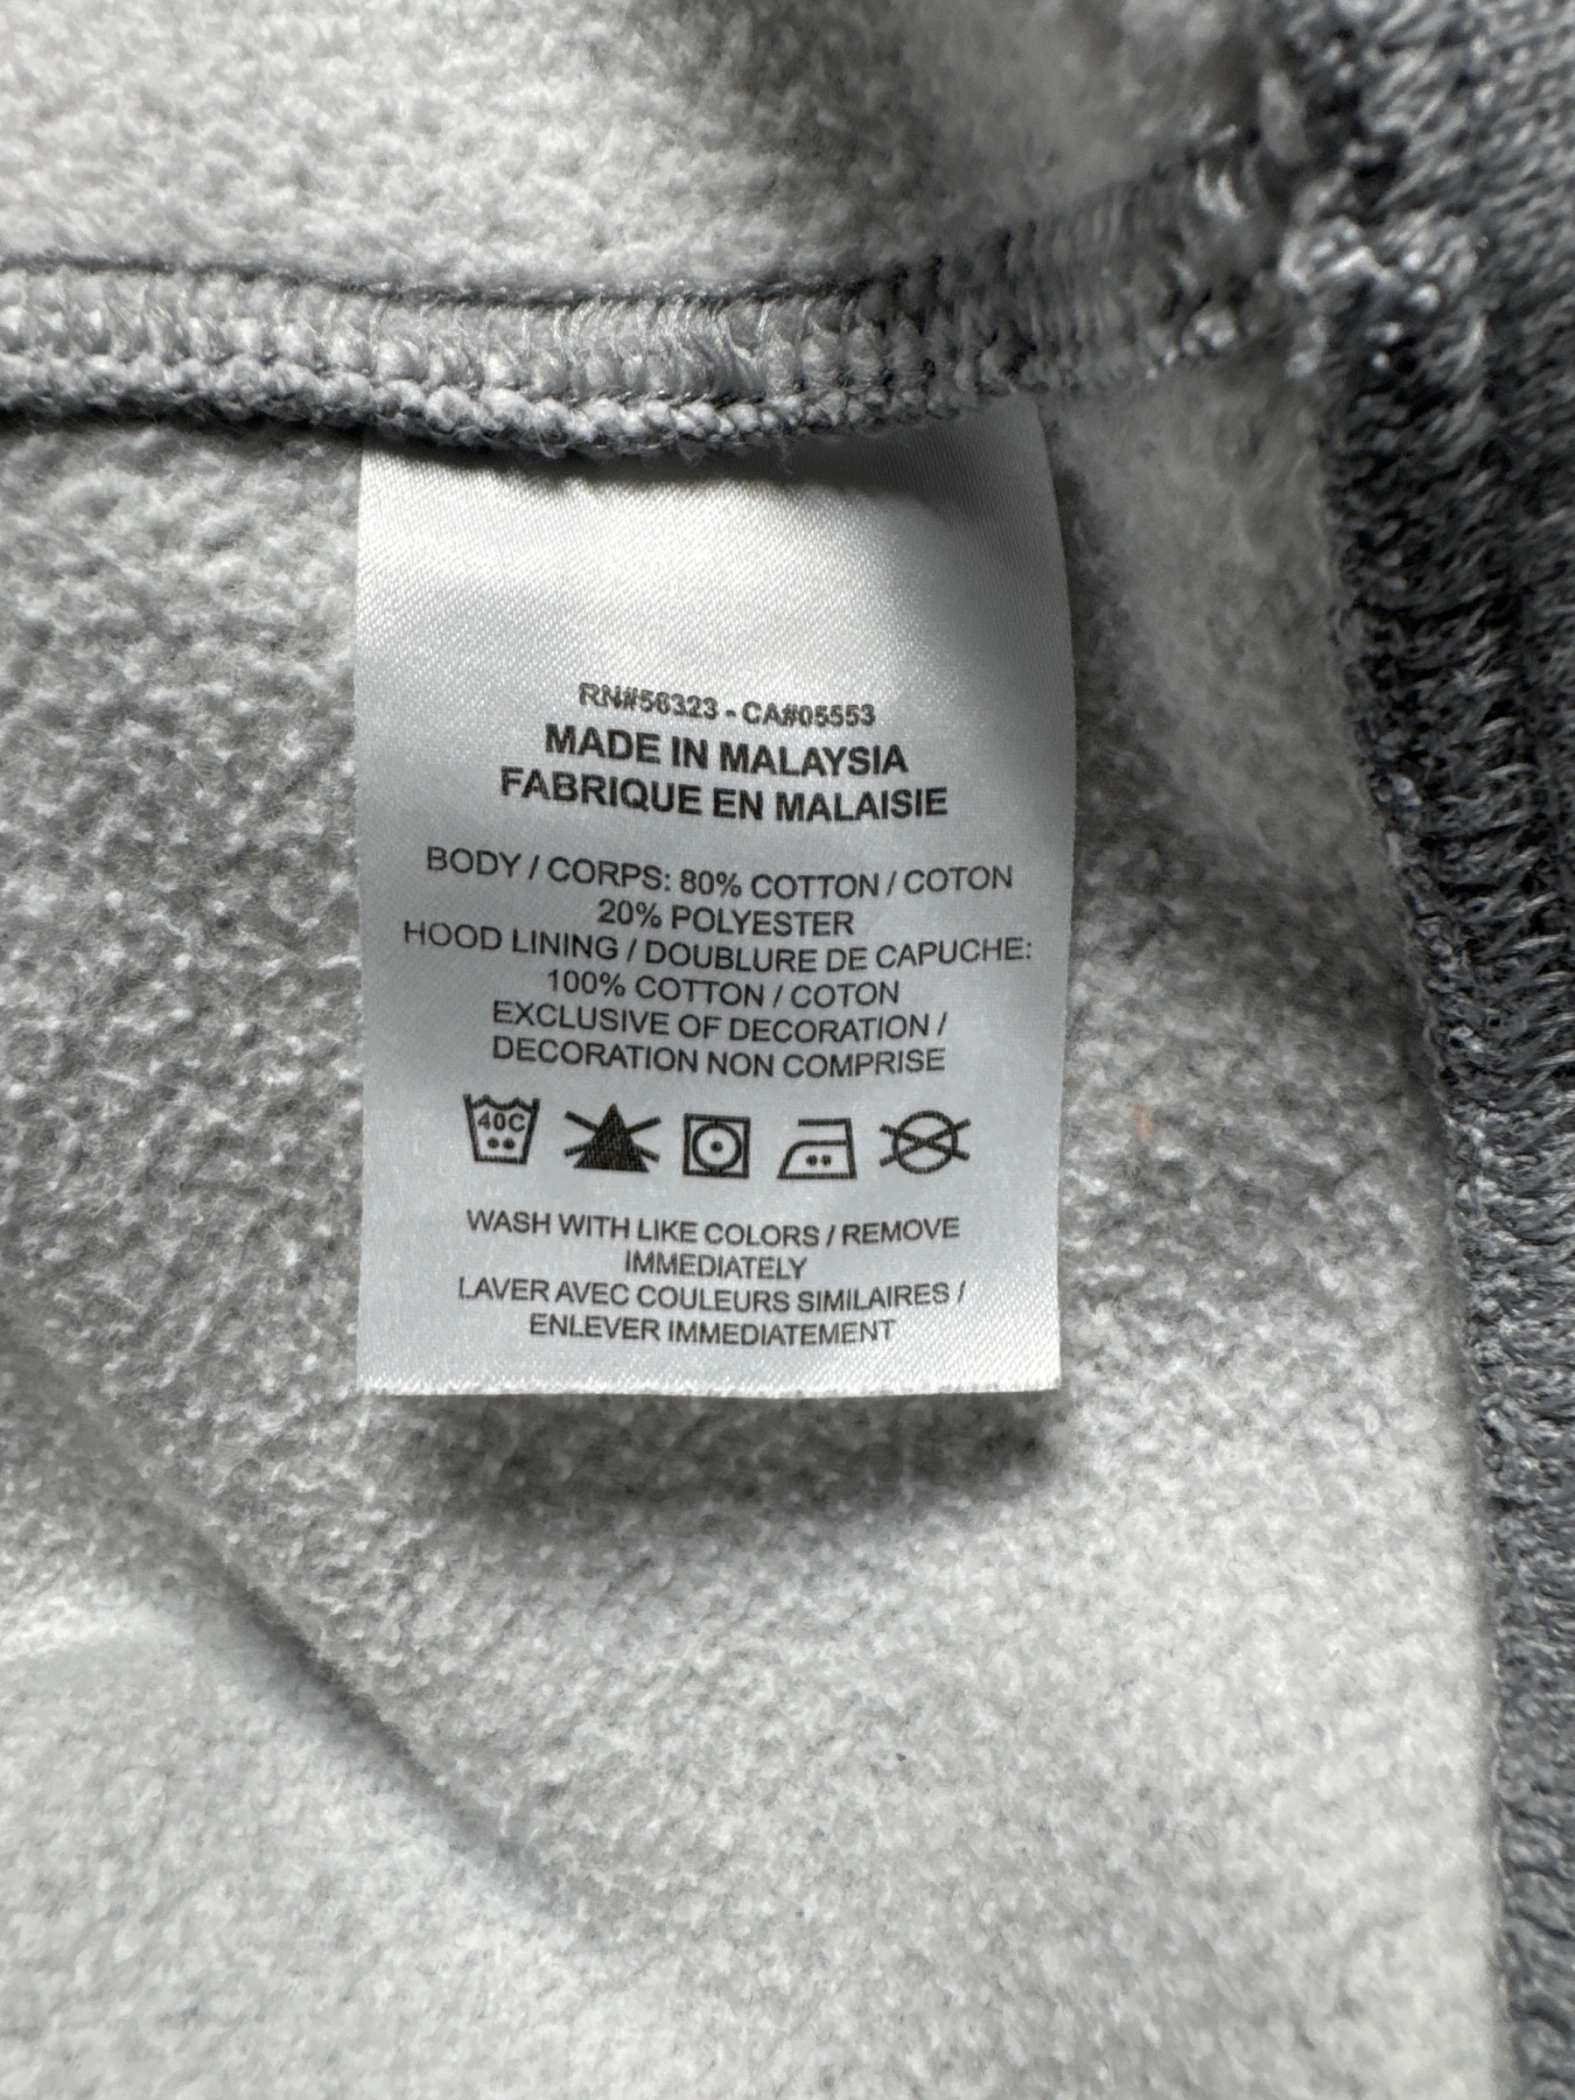 RN#56323 - CA#05553
MADE IN MALAYSIA
FABRIQUE EN MALAISIE
BODY / CORPS: 80% COTTON / COTON
20% POLYESTER
HOOD LINING / DOUBLURE DE CAPUCHE:
100% COTTON / COTON
EXCLUSIVE OF DECORATION /
DECORATION NON COMPRISE
40C
WASH WITH LIKE COLORS / REMOVE
IMMEDIATELY
LAVER AVEC COULEURS SIMILAIRES /
ENLEVER IMMEDIATEMENT